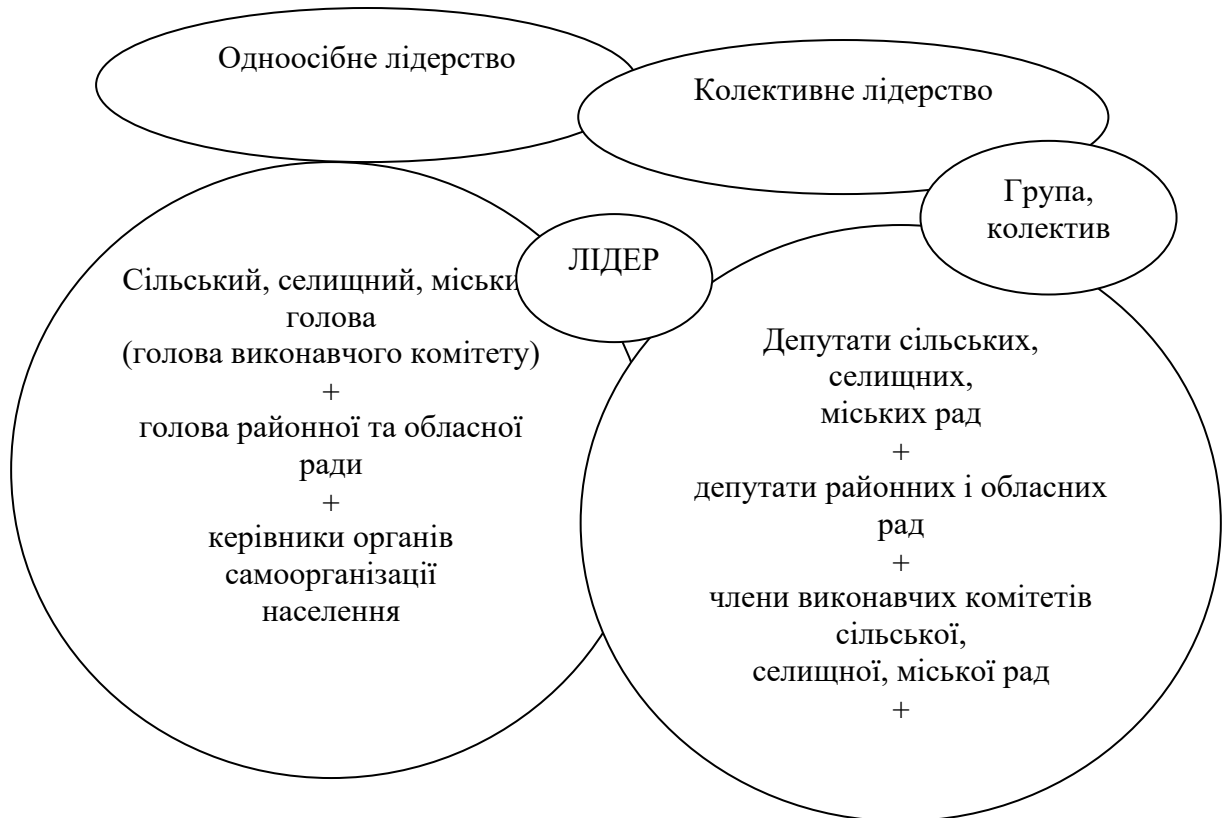 Одноосібне лідерство
Колективне лідерство
Група,
колектив
ЛІДЕР
Сільський, селищний, міськи
голова
(голова виконавчого комітету)
+
голова районної та обласної
ради
+
керівники органів
самоорганізації
населення
Депутати сільських,
селищних,
міських рад
+
депутати районних і обласних
рад
+
члени виконавчих комітетів
сільської,
селищної, міської рад
+